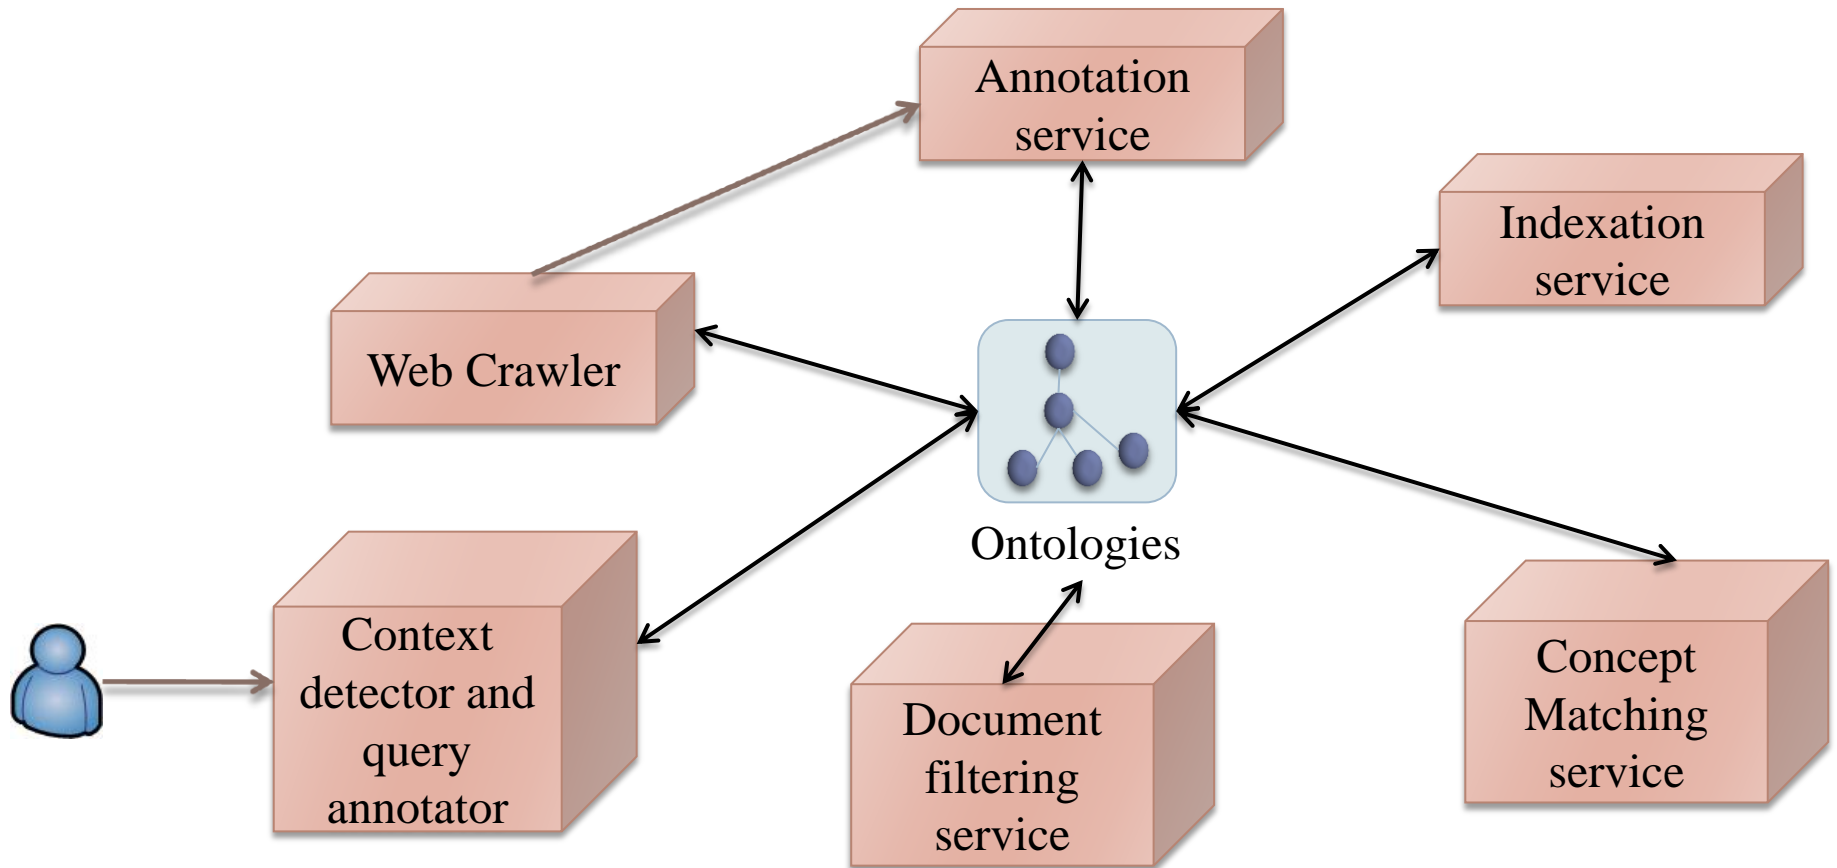 Annotation
service
Indexation
service
Web Crawler
Ontologies
Context
detector and
query
annotator
Document
filtering
service
Concept
Matching
service